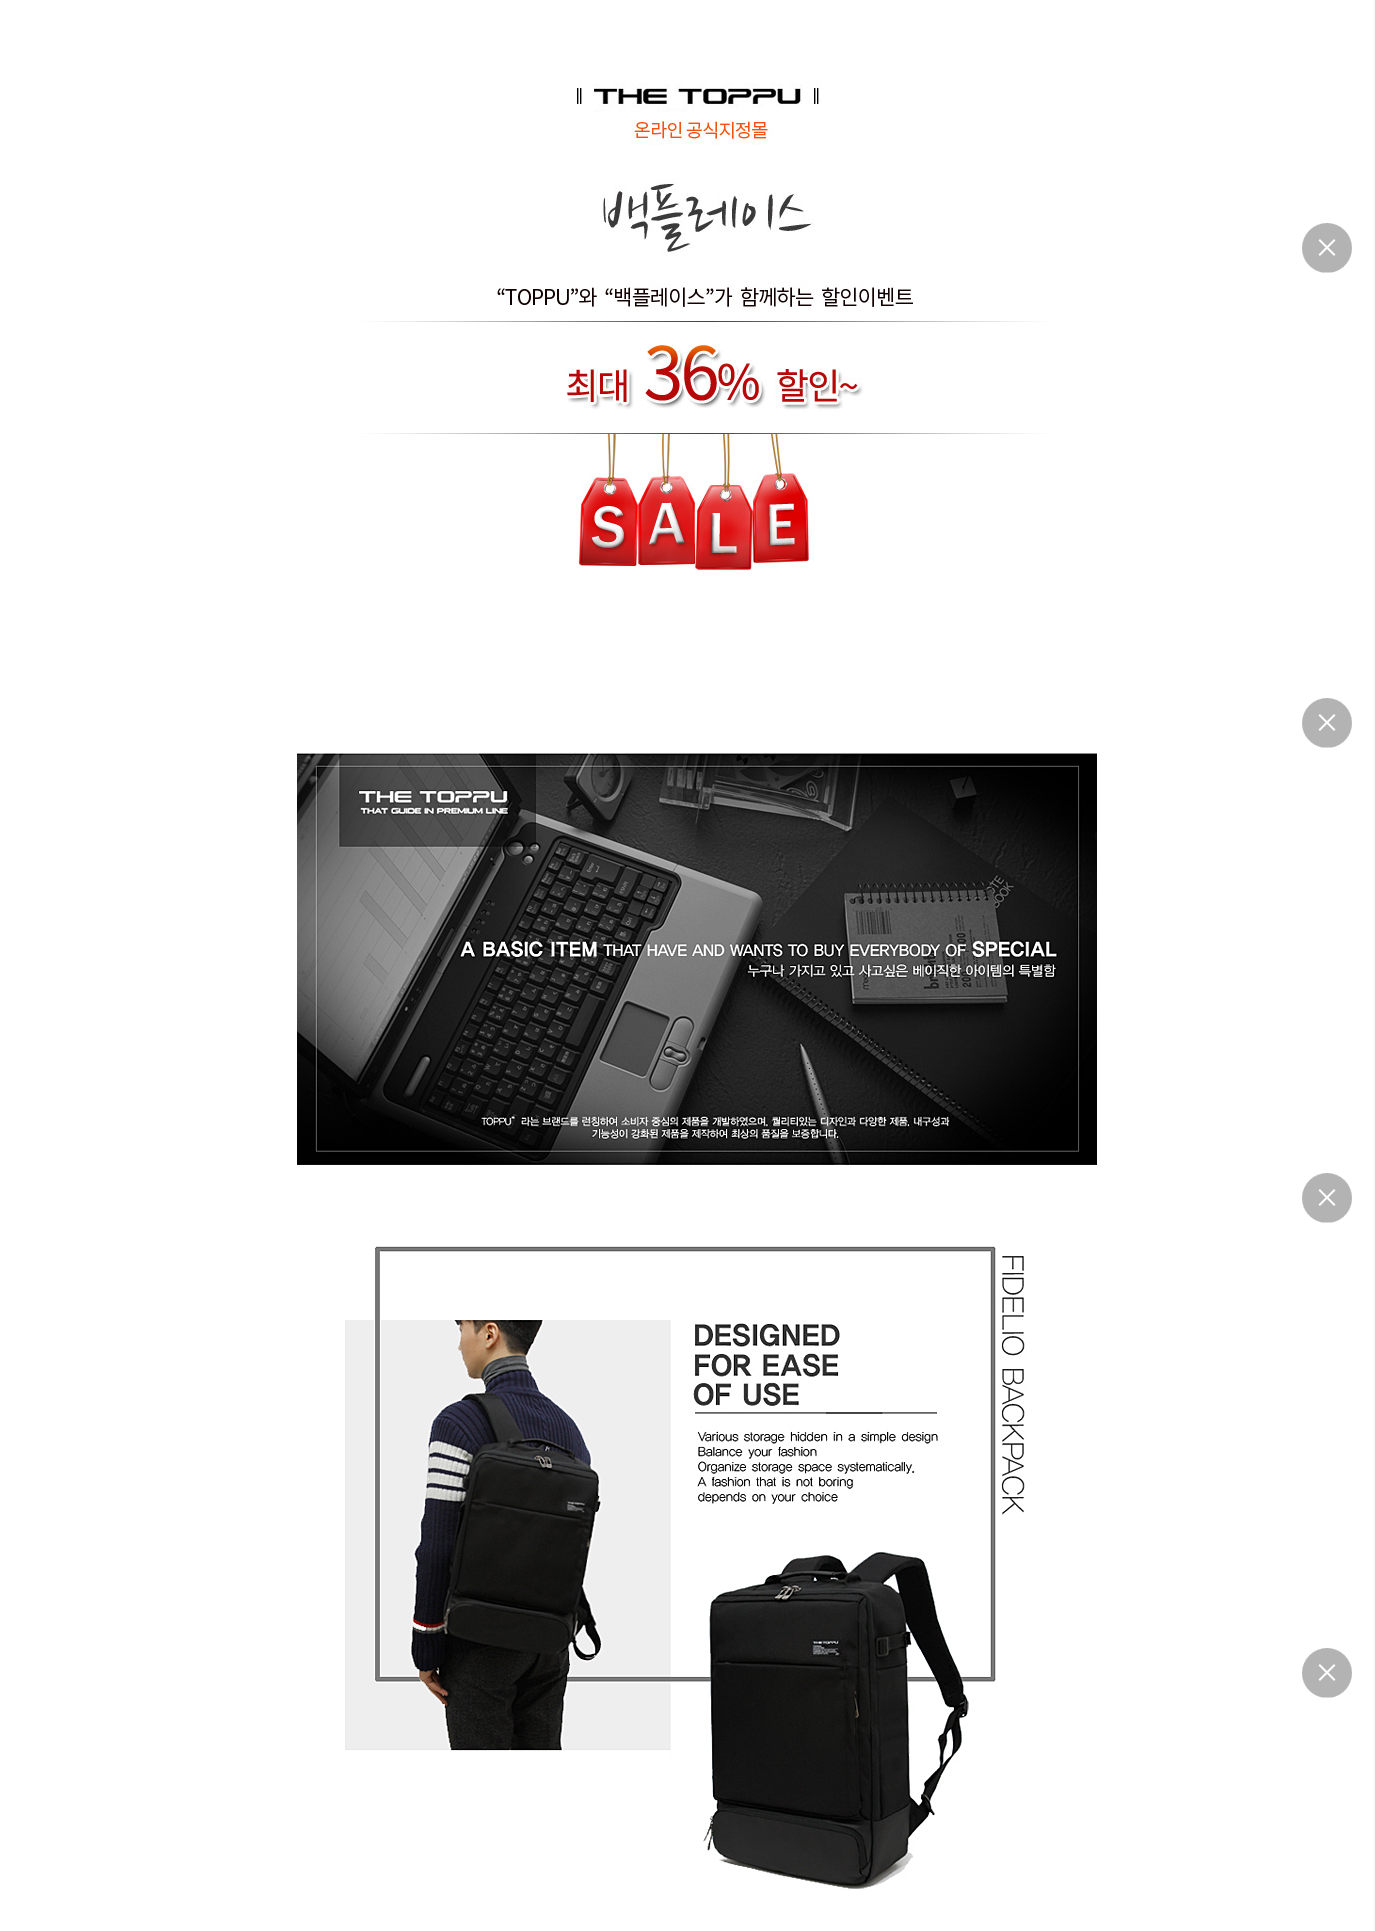 THE TOPPU
온라인 공식지정몰
백플레이스
“TOPPU”와 “백플레이스”가 함께하는 할인이벤트
최대 36% 할인~
SALE
THE TOPPU
THAT GUIDE IN PREMIUM LINE
A BASIC ITEM THAT HAVE AND WANTS TO BUY EVERYBODY OF SPECIAL
누구나 가지고 있고 사고싶은 베이직한 아이템의 특별함
TOPPU" 라는 브랜드를 런칭하여 소비자 중심의 제품을 개발하였으며, 퀄리티있는 디자인과 다양한 제품, 내구성과
기능성이 강화된 제품을 제작하여 최상의 품질을 보증합니다.
FIDELIO BACKPACK
DESIGNED
FOR EASE
OF USE
Various storage hidden in a simple design
Balance your fashion
Organize storage space systematically,
A fashion that is not boring
depends on your choice
THE TOPPU
THE TOPPU